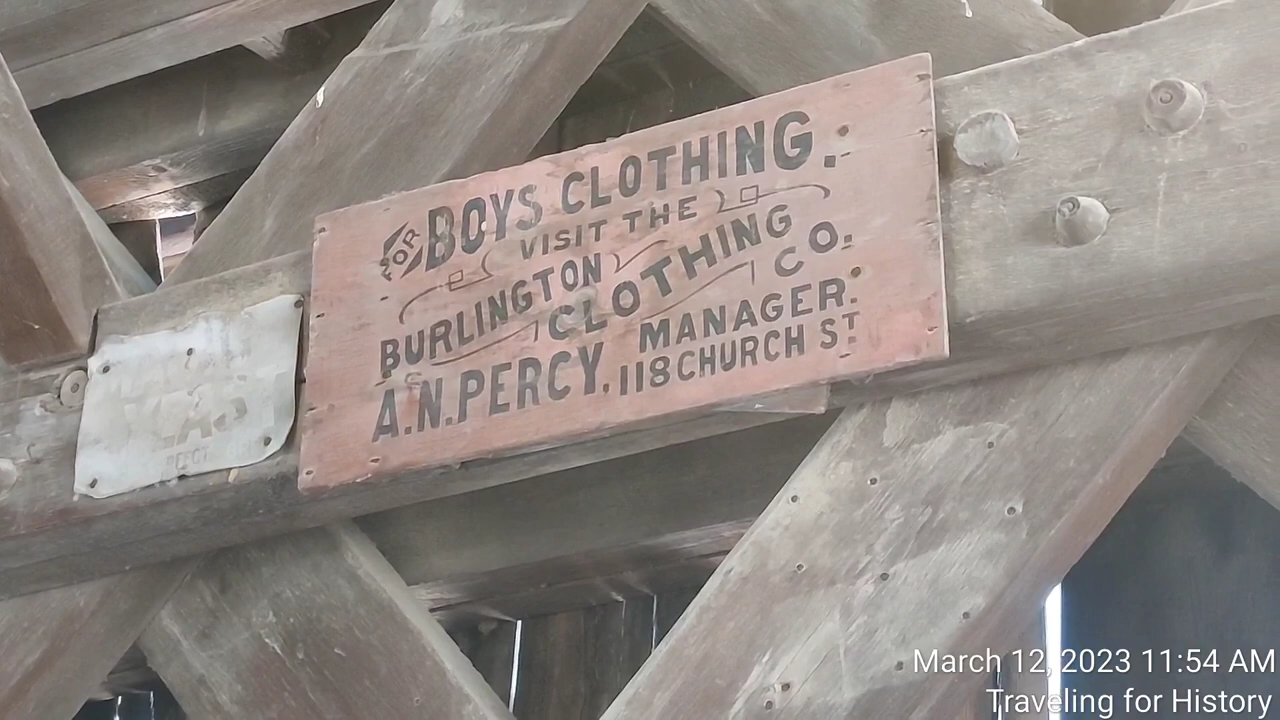 FOR BOYS CLOTHING.
VISIT THE
BURLINGTON CLOTHING CO.
A.N. PERCY, MANAGER.
118 CHURCH ST
March 12, 2023 11:54 AM
Traveling for History